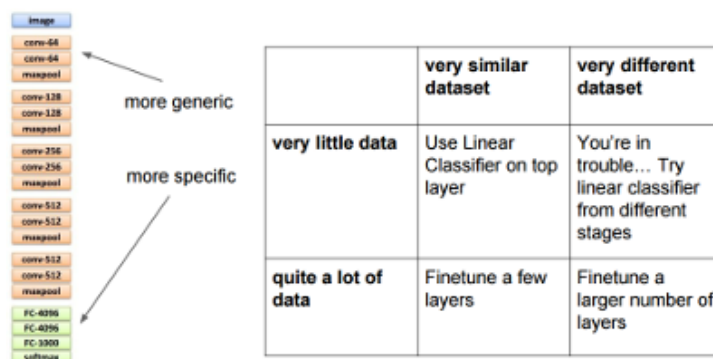 image
conv-64
conv-64
maxpool
conv-128
conv-128
maxpool
conv-256
conv-256
maxpool
conv-512
conv-512
maxpool
conv-512
conv-512
maxpool
FC-4096
FC-4096
FC-1000
softmax
more generic
more specific
very similar
dataset
very different
dataset
very little data
Use Linear
Classifier on top
layer
You're in
trouble... Try
linear classifier
from different
stages
quite a lot of
data
Finetune a few
layers
Finetune a
larger number of
layers